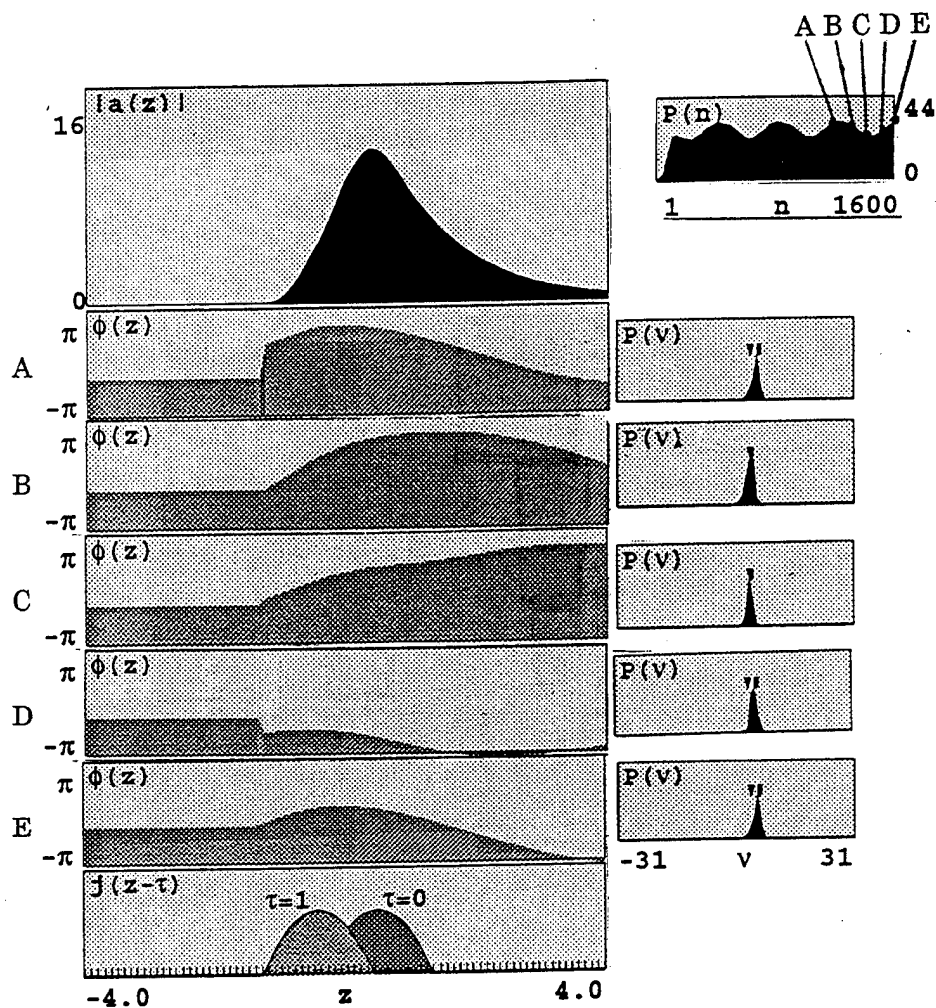 A B C D E
|a(z)|
16
0
P(n)
44
0
1 n 1600
A
π
-π
ϕ(z)
P(ν)
B
π
-π
ϕ(z)
P(ν)
C
π
-π
ϕ(z)
P(ν)
D
π
-π
ϕ(z)
P(ν)
E
π
-π
ϕ(z)
P(ν)
-31 ν 31
j(z-τ)
τ=1
τ=0
-4.0 z 4.0